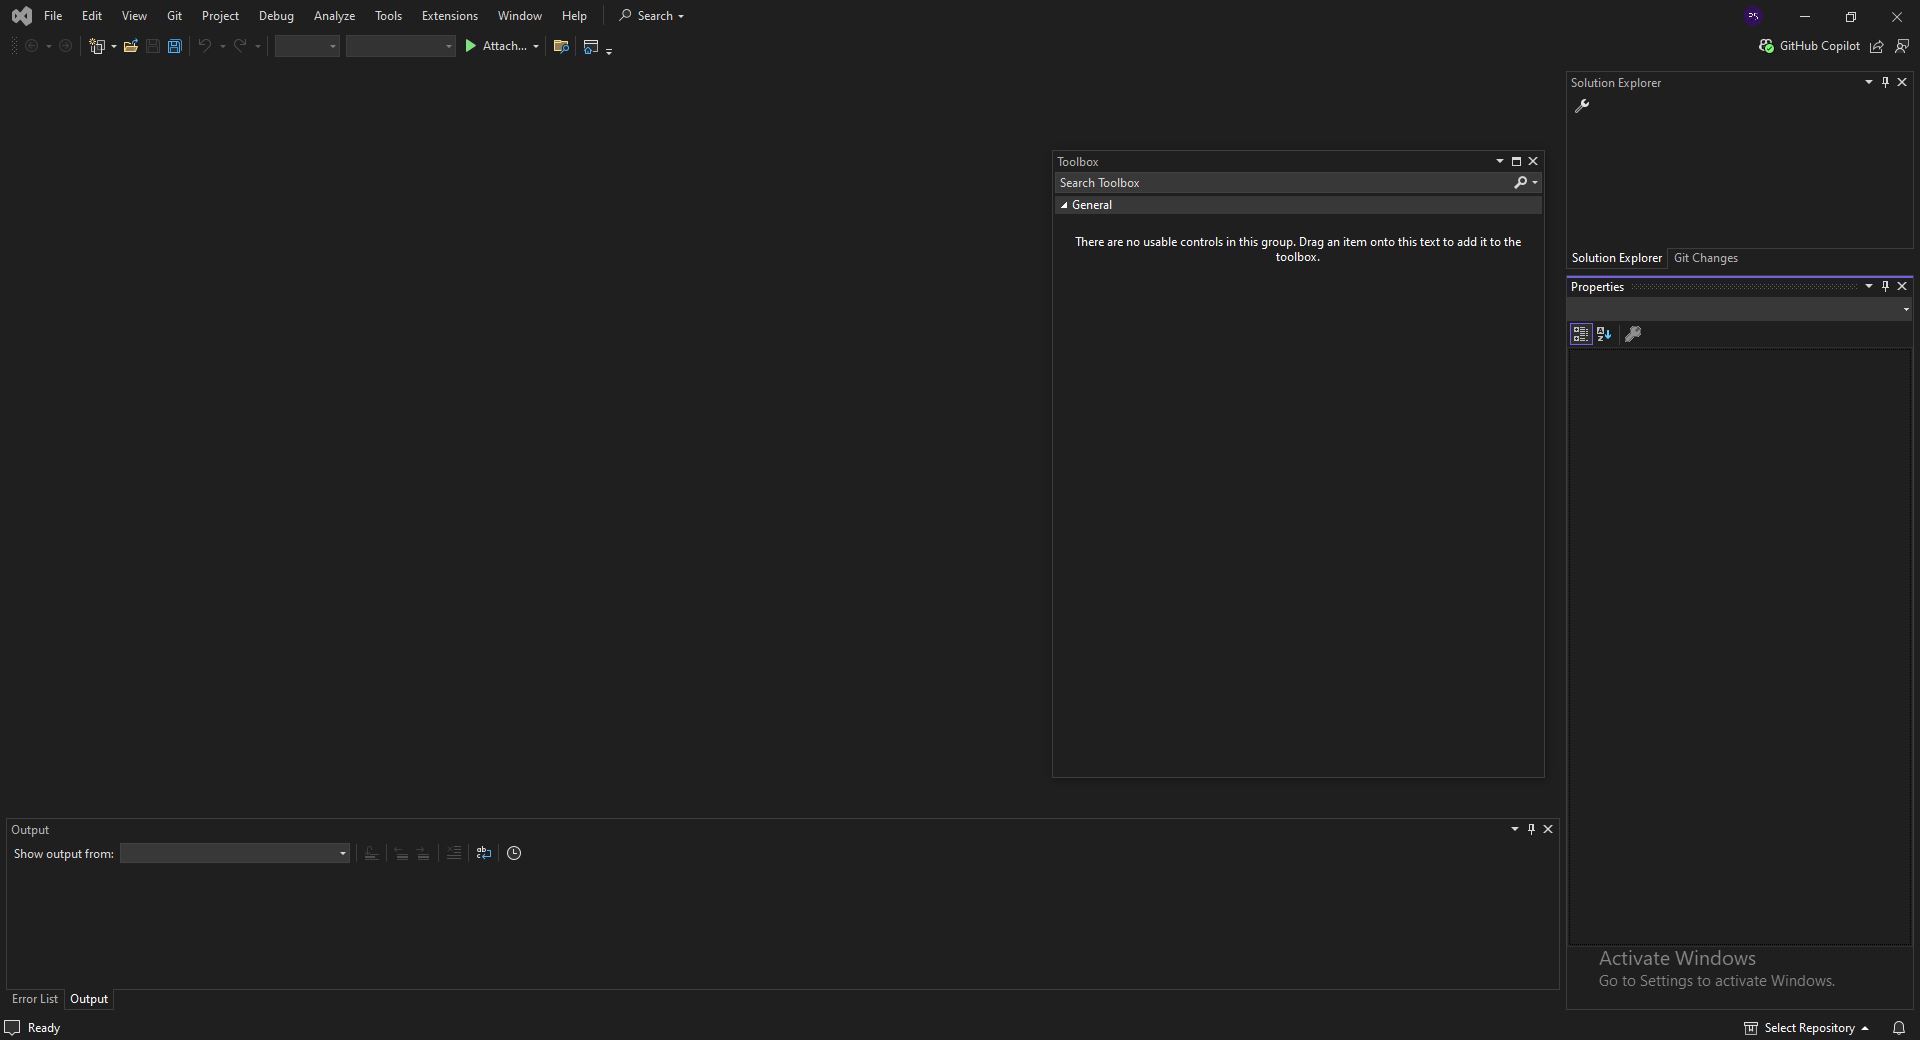 File Edit View Git Project Debug Analyze Tools Extensions Window Help Search
PS
Attach...
GitHub Copilot
Solution Explorer
Toolbox
Search Toolbox
General
There are no usable controls in this group. Drag an item onto this text to add it to the
toolbox.
Solution Explorer Git Changes
Properties
Output
Show output from:
Activate Windows
Go to Settings to activate Windows.
Error List Output
Ready
Select Repository